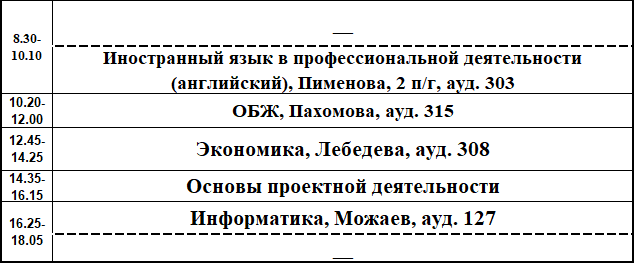 8.30-
10.10
—
Иностранный язык в профессиональной деятельности
(английский), Пименова, 2 п/г, ауд. 303
10.20-
12.00
ОБЖ, Пахомова, ауд. 315
12.45-
14.25
Экономика, Лебедева, ауд. 308
14.35-
16.15
Основы проектной деятельности
16.25-
18.05
Информатика, Можаев, ауд. 127
—